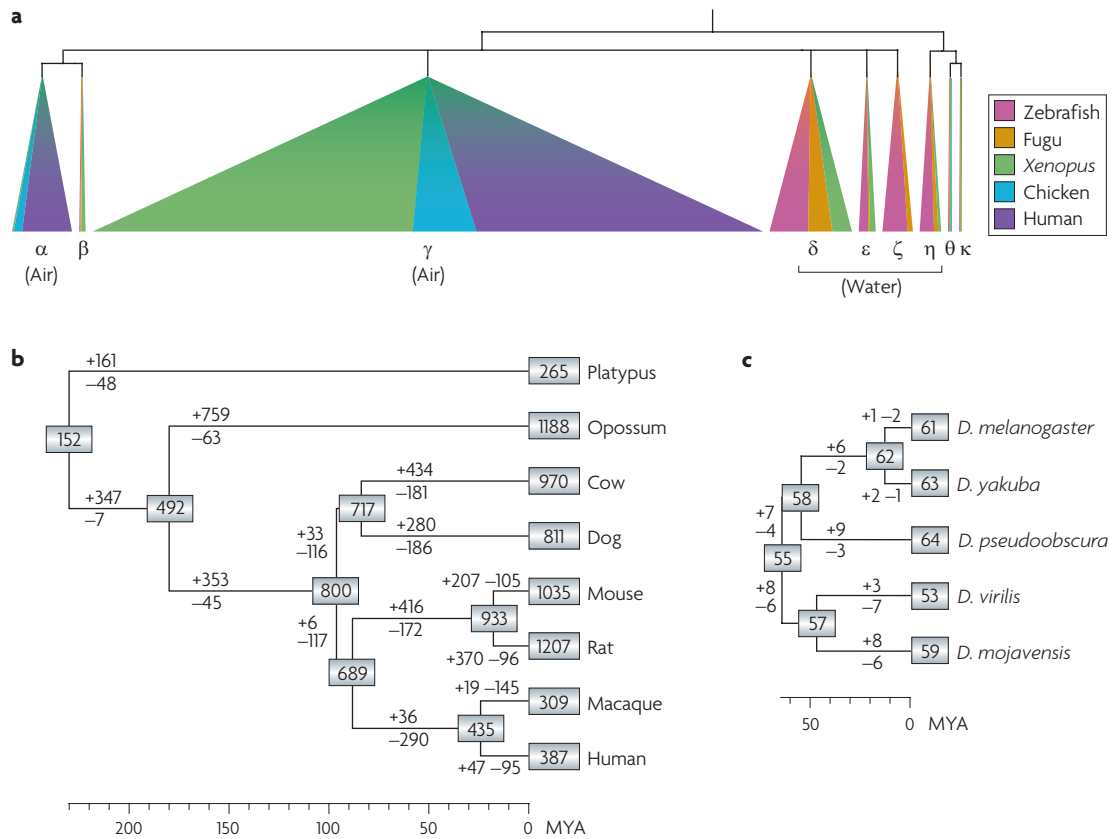 a
Zebrafish
Fugu
Xenopus
Chicken
Human
α β γ δ ε ζ η θ κ
(Air) (Air) (Water)
b
+161
–48
265 Platypus
152
+759
–63
1188 Opossum
+347
–7
492
+434
–181
970 Cow
717
+280
–186
811 Dog
+33
–116
+353
–45
800
+207 –105
1035 Mouse
+416
–172
933
+6
–117
+370 –96
1207 Rat
689
+19 –145
309 Macaque
+36
–290
435
+47 –95
387 Human
200 100 50 0 MYA
c
+1 –2
61 D. melanogaster
+6
–2
62
+2 –1
63 D. yakuba
58
+7
–4
+9
–3
64 D. pseudoobscura
55
+8
–6
+3
–7
53 D. virilis
57
+8
–6
59 D. mojavensis
50 0 MYA